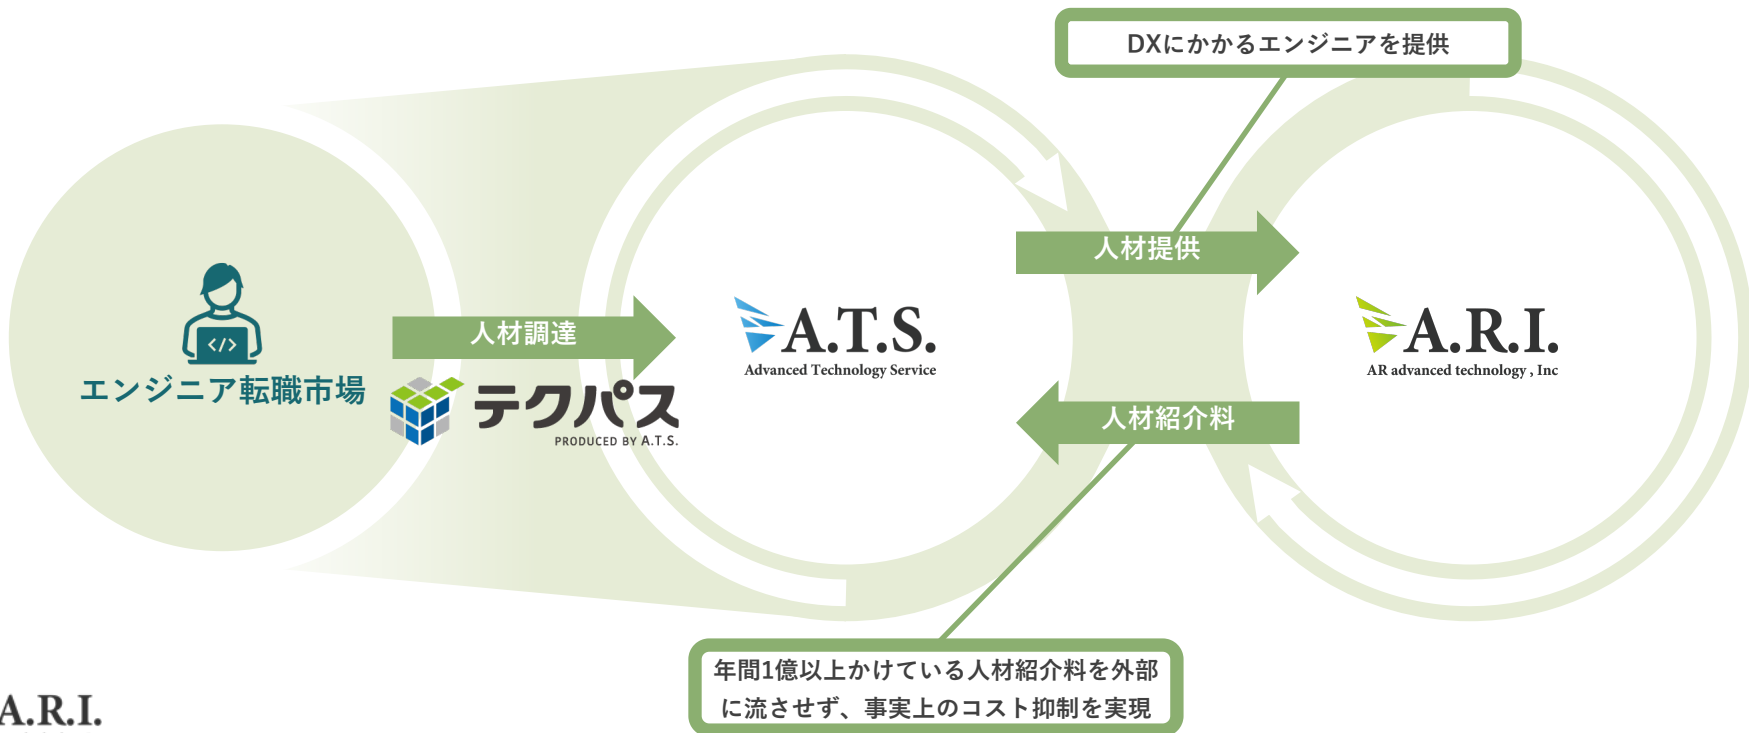 DXにかかるエンジニアを提供
人材提供
</>
エンジニア転職市場
人材調達
テクパス
PRODUCED BY A.T.S.
A.T.S.
Advanced Technology Service
A.R.I.
AR advanced technology , Inc
人材紹介料
年間1億以上かけている人材紹介料を外部
に流させず、事実上のコスト抑制を実現
A.R.I.